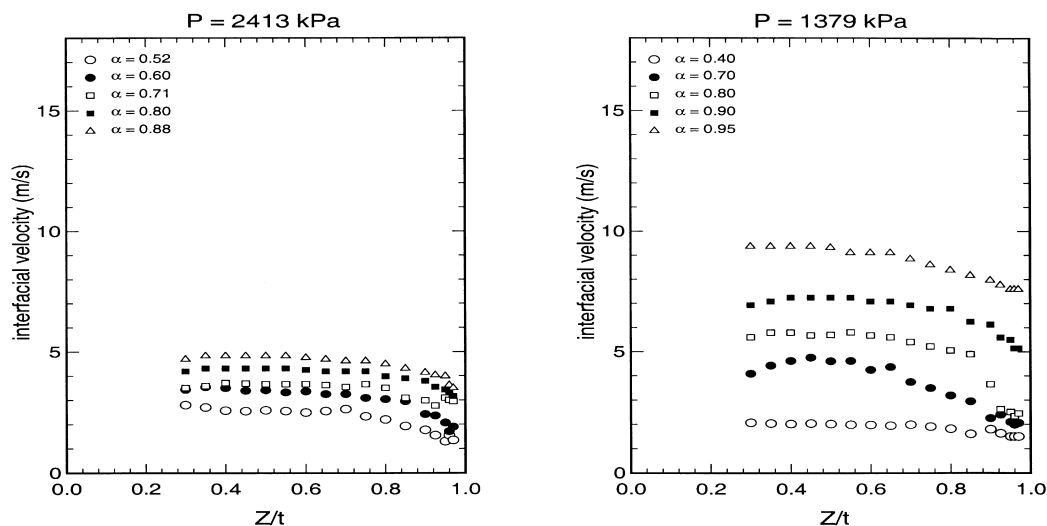 P = 2413 kPa
α = 0.52
α = 0.60
α = 0.71
α = 0.80
α = 0.88
interfacial velocity (m/s)
15
10
5
0
0.0 0.2 0.4 0.6 0.8 1.0
Z/t
P = 1379 kPa
α = 0.40
α = 0.70
α = 0.80
α = 0.90
α = 0.95
interfacial velocity (m/s)
15
10
5
0
0.0 0.2 0.4 0.6 0.8 1.0
Z/t